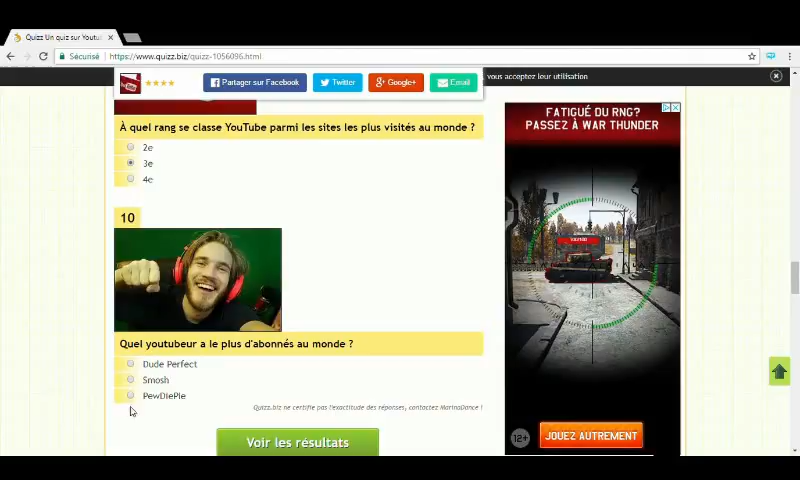 Quizz Un quiz sur Youtu
Sécurisé
https://www.quizz.biz/quizz-1056096.html
Partager sur Facebook
Twitter
Google+
Email
, vous acceptez leur utilisation
À quel rang se classe YouTube parmi les sites les plus visités au monde ?
2e
3e
4e
10
Quel youtubeur a le plus d'abonnés au monde ?
Dude Perfect
Smosh
PewDiePie
Quizz.biz ne certifie pas l'exactitude des réponses, contactez MarinaDance !
Voir les résultats
FATIGUÉ DU RNG?
PASSEZ À WAR THUNDER
12+
JOUEZ AUTREMENT